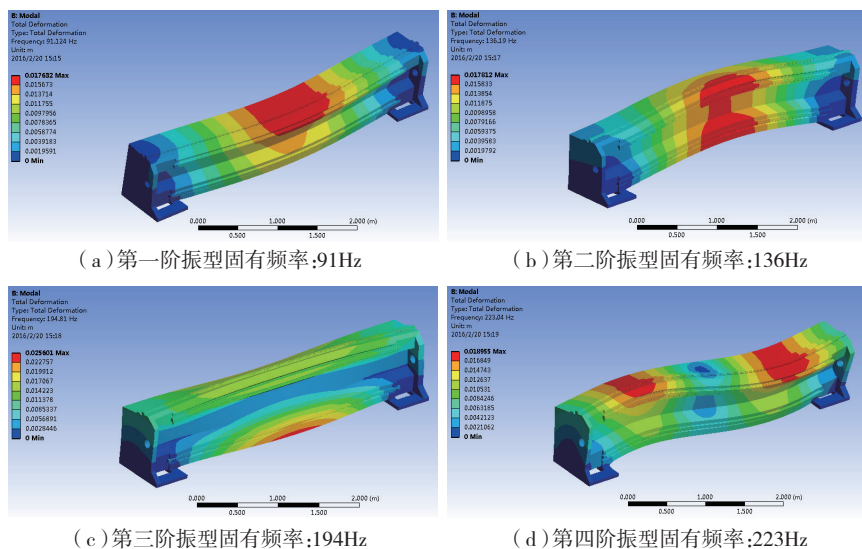 B: Modal
Total Deformation
Type: Total Deformation
Frequency: 91.124 Hz
Unit: m
2016/2/20 15:15
0.017632 Max
0.015673
0.013714
0.011755
0.0097956
0.0078365
0.0058774
0.0039183
0.0019591
0 Min
0.000 1.000 2.000 (m)
0.500 1.500
(a)第一阶振型固有频率:91Hz
B: Modal
Total Deformation
Type: Total Deformation
Frequency: 136.19 Hz
Unit: m
2016/2/20 15:17
0.017812 Max
0.015833
0.013854
0.011875
0.0098958
0.0079166
0.0059375
0.0039583
0.0019792
0 Min
0.000 1.000 2.000 (m)
0.500 1.500
(b)第二阶振型固有频率:136Hz
B: Modal
Total Deformation
Type: Total Deformation
Frequency: 194.81 Hz
Unit: m
2016/2/20 15:18
0.025601 Max
0.022757
0.019912
0.017067
0.014223
0.011378
0.0085337
0.0056891
0.0028446
0 Min
0.000 1.000 2.000 (m)
0.500 1.500
(c)第三阶振型固有频率:194Hz
B: Modal
Total Deformation
Type: Total Deformation
Frequency: 223.04 Hz
Unit: m
2016/2/20 15:19
0.018955 Max
0.016849
0.014743
0.012637
0.010531
0.0084246
0.0063185
0.0042123
0.0021062
0 Min
0.000 1.000 2.000 (m)
0.500 1.500
(d)第四阶振型固有频率:223Hz